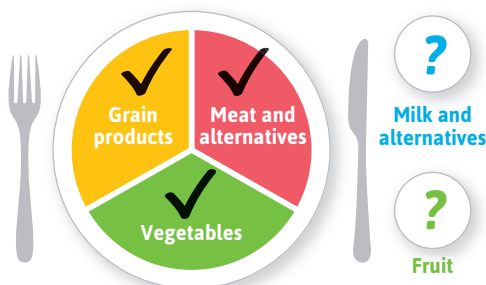 Grain
products
Meat and
alternatives
Vegetables
?
Milk and
alternatives
?
Fruit